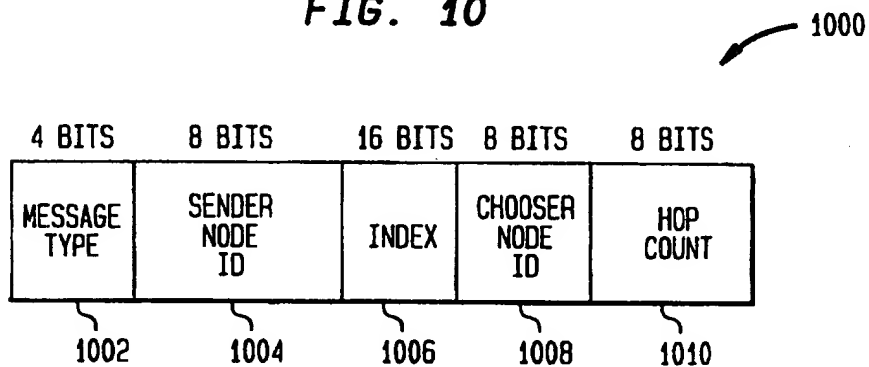 FIG. 10
1000
4 BITS 8 BITS 16 BITS 8 BITS 8 BITS
MESSAGE TYPE
SENDER NODE ID
INDEX
CHOOSER NODE ID
HOP COUNT
1002 1004 1006 1008 1010